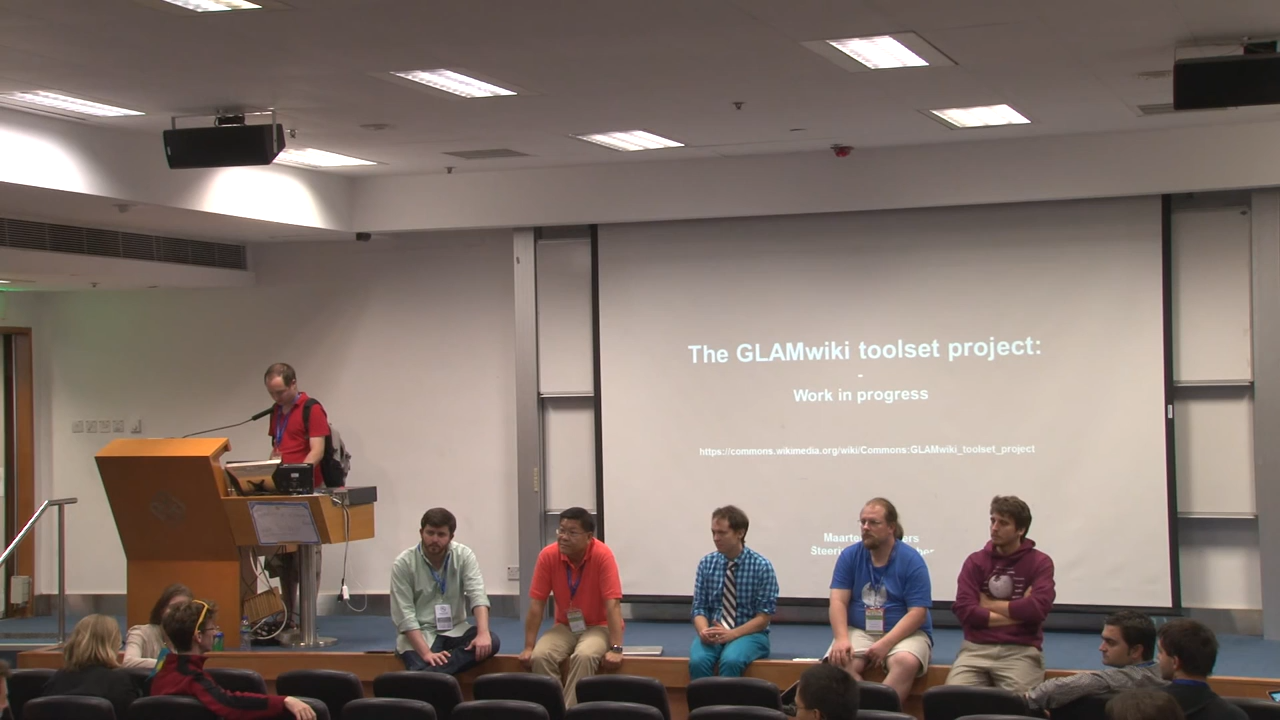 The GLAMwiki toolset project:
-
Work in progress
https://commons.wikimedia.org/wiki/Commons:GLAMwiki_toolset_project